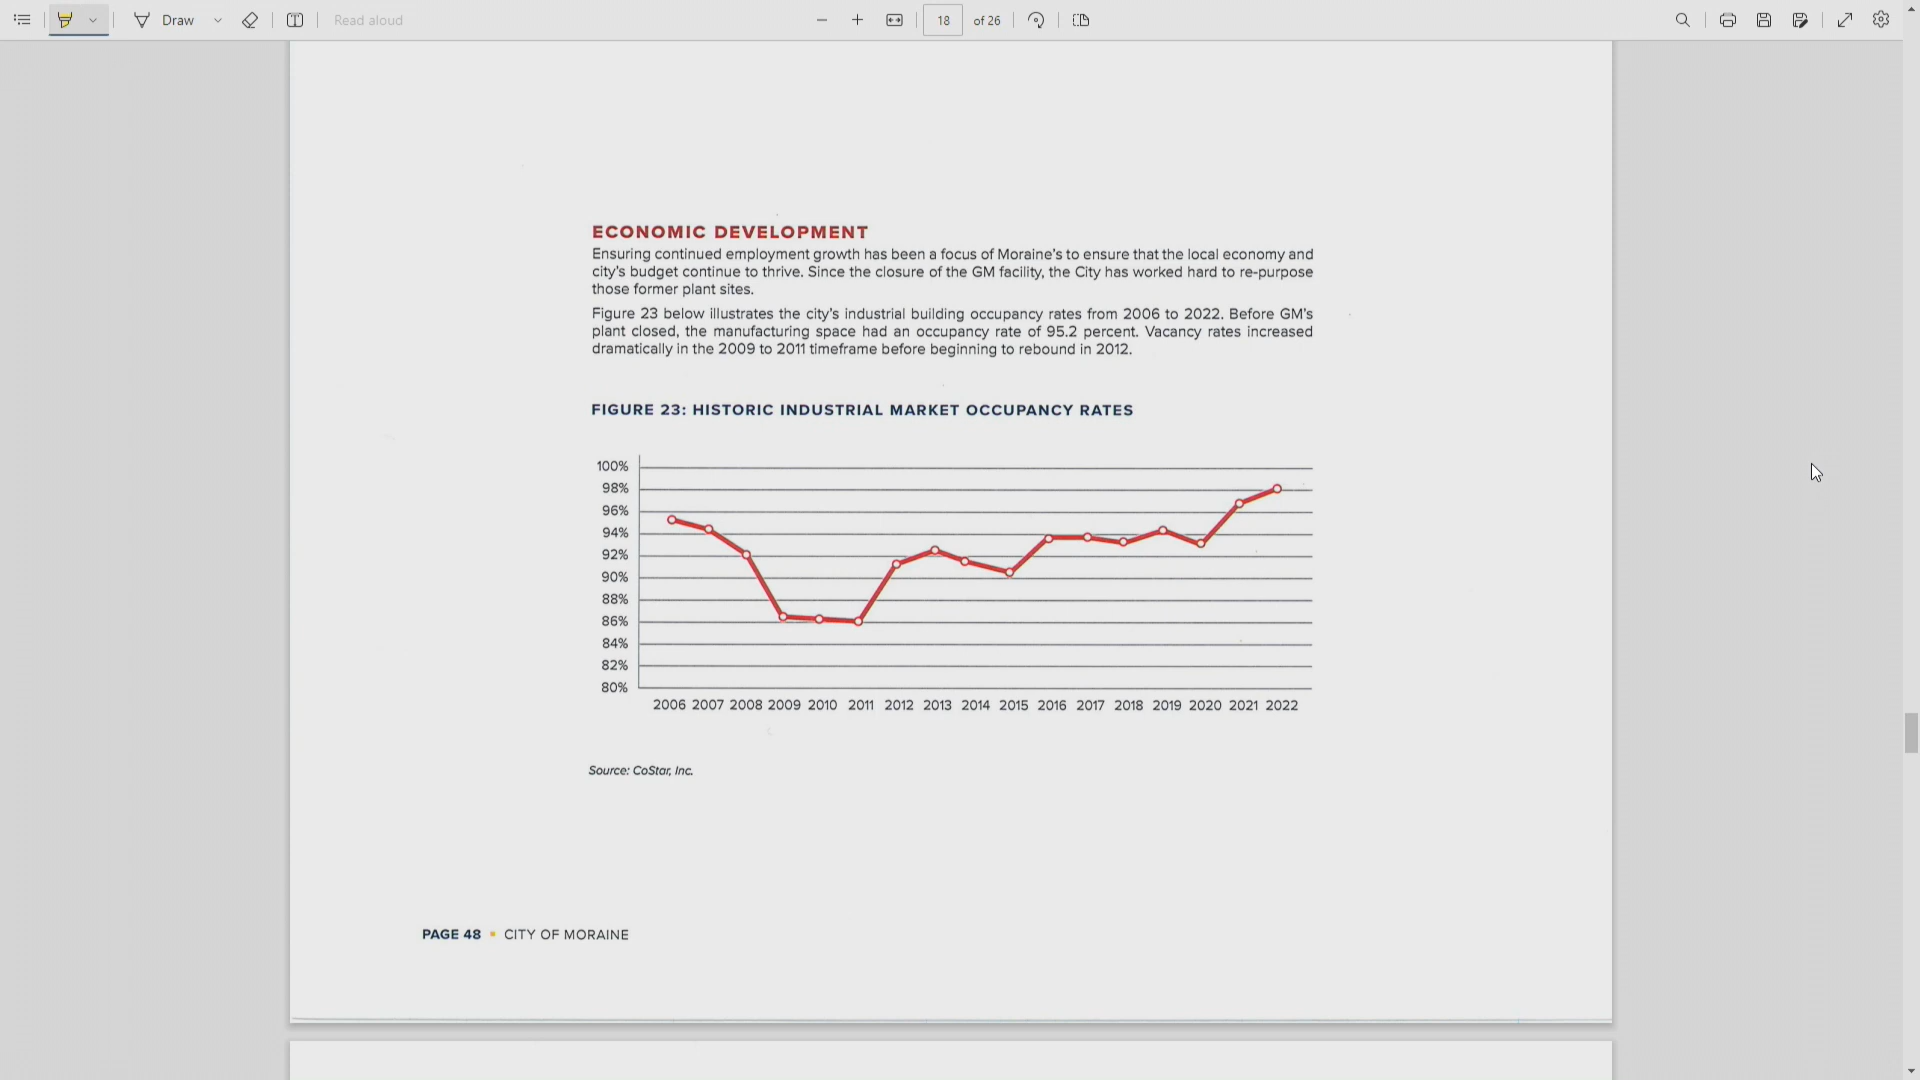 Draw
Read aloud
18 of 26
ECONOMIC DEVELOPMENT
Ensuring continued employment growth has been a focus of Moraine's to ensure that the local economy and
city's budget continue to thrive. Since the closure of the GM facility, the City has worked hard to re-purpose
those former plant sites.
Figure 23 below illustrates the city's industrial building occupancy rates from 2006 to 2022. Before GM's
plant closed, the manufacturing space had an occupancy rate of 95.2 percent. Vacancy rates increased
dramatically in the 2009 to 2011 timeframe before beginning to rebound in 2012.
FIGURE 23: HISTORIC INDUSTRIAL MARKET OCCUPANCY RATES
100%
98%
96%
94%
92%
90%
88%
86%
84%
82%
80%
2006 2007 2008 2009 2010 2011 2012 2013 2014 2015 2016 2017 2018 2019 2020 2021 2022
Source: CoStar, Inc.
PAGE 48 ▪ CITY OF MORAINE